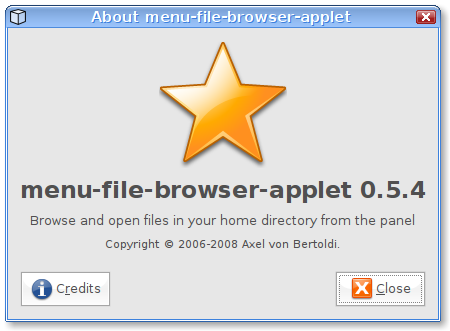 About menu-file-browser-applet
menu-file-browser-applet 0.5.4
Browse and open files in your home directory from the panel
Copyright © 2006-2008 Axel von Bertoldi.
Credits
Close